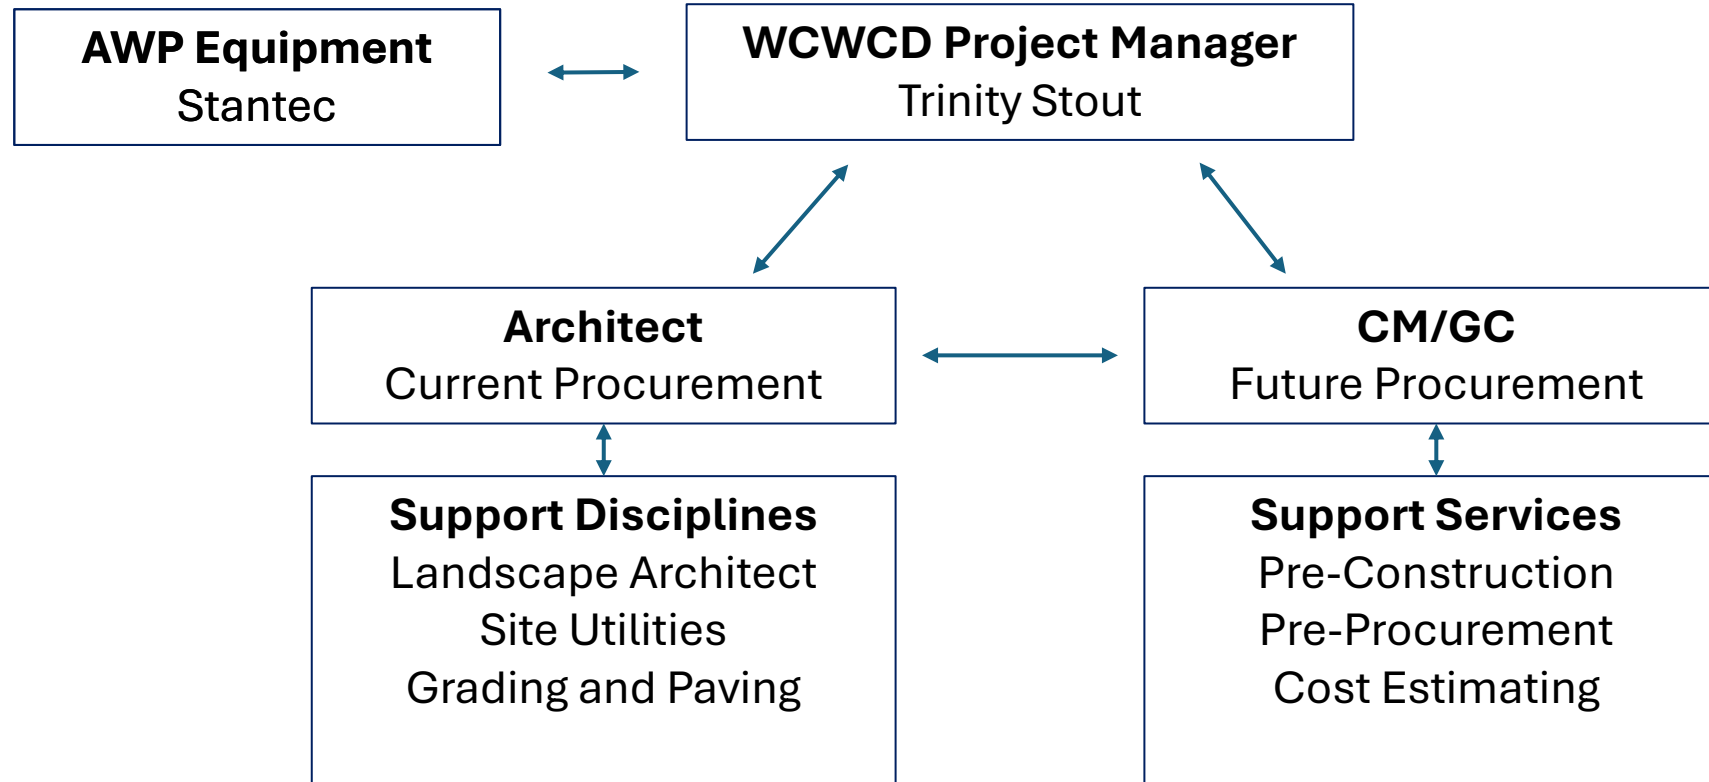 AWP Equipment
Stantec
WCWCD Project Manager
Trinity Stout
Architect
Current Procurement
CM/GC
Future Procurement
Support Disciplines
Landscape Architect
Site Utilities
Grading and Paving
Support Services
Pre-Construction
Pre-Procurement
Cost Estimating